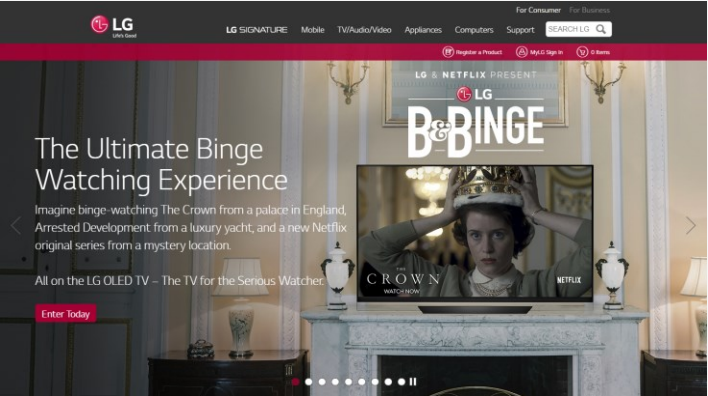 For Consumer For Business
LG
Life's Good
LG SIGNATURE Mobile TV/Audio/Video Appliances Computers Support SEARCH LG
Register a Product MyLG Sign In 0 Items
LG & NETFLIX PRESENT
LG
B&BINGE
The Ultimate Binge
Watching Experience
Imagine binge-watching The Crown from a palace in England,
Arrested Development from a luxury yacht, and a new Netflix
original series from a mystery location.
All on the LG OLED TV – The TV for the Serious Watcher.
THE
CROWN
WATCH NOW
NETFLIX
Enter Today